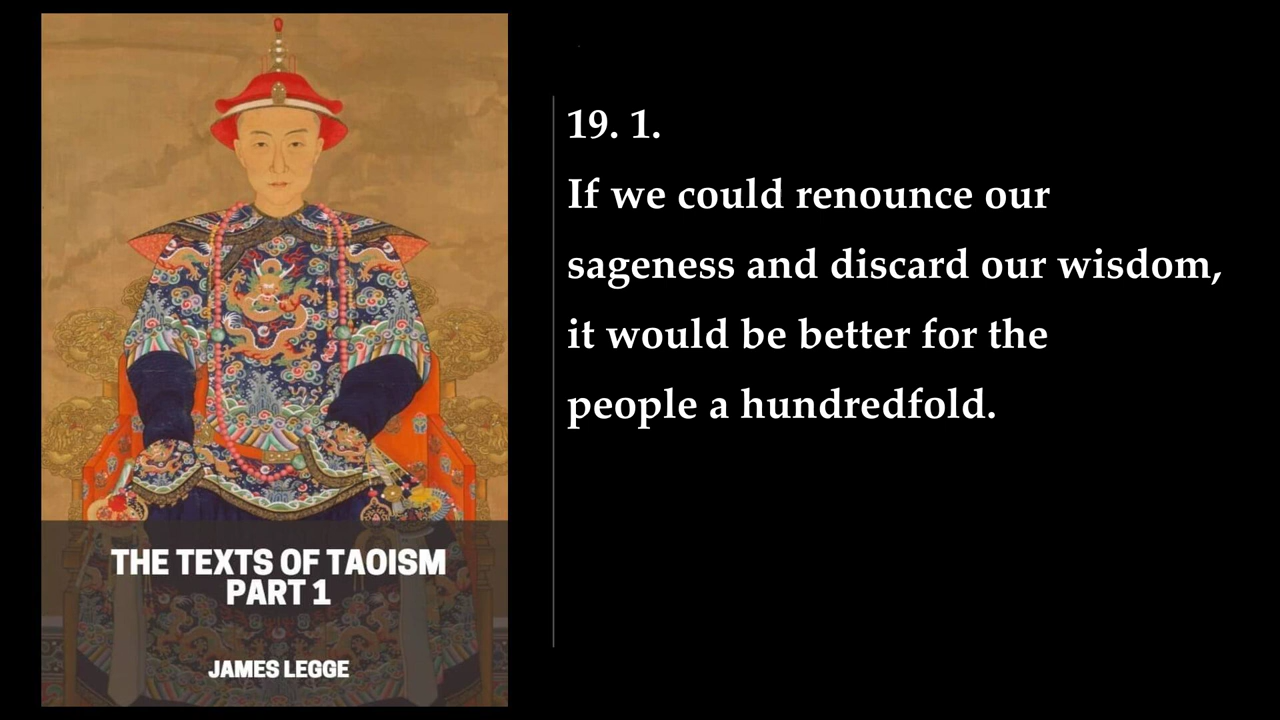 THE TEXTS OF TAOISM
PART 1
JAMES LEGGE
19. 1.
If we could renounce our
sageness and discard our wisdom,
it would be better for the
people a hundredfold.